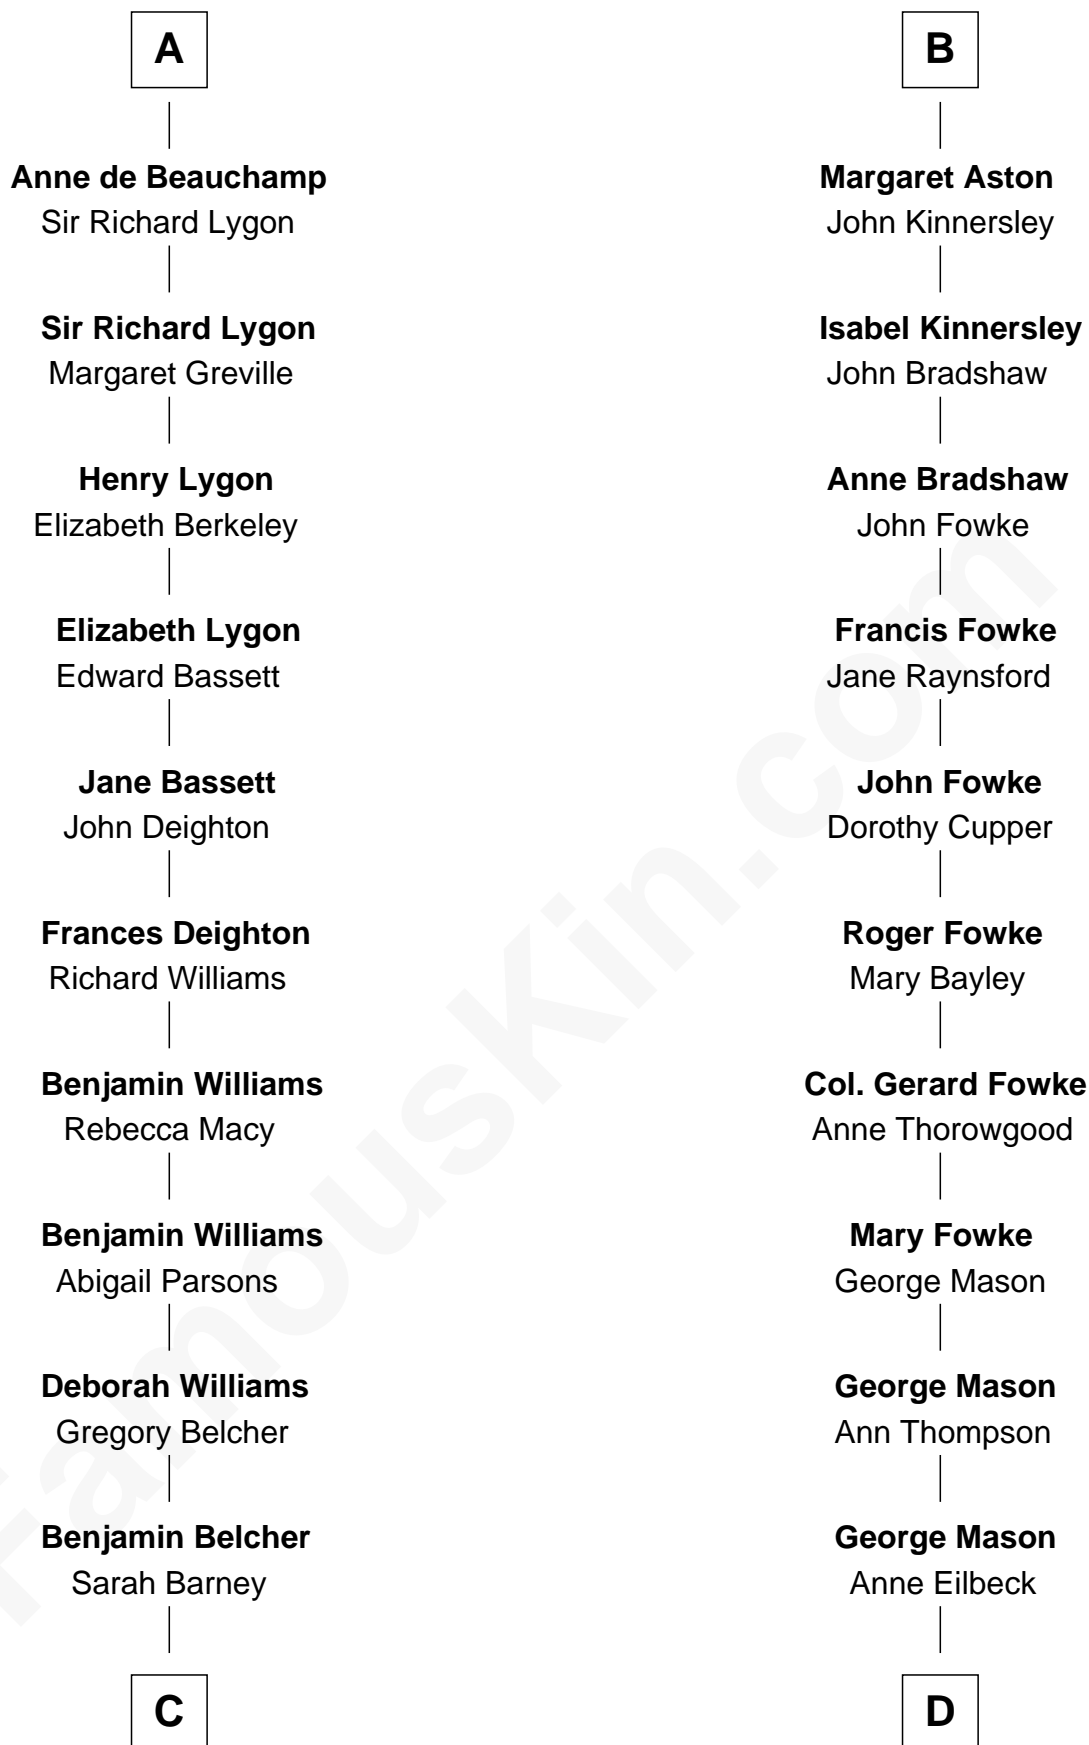 A
Anne de Beauchamp
Sir Richard Lygon
Sir Richard Lygon
Margaret Greville
Henry Lygon
Elizabeth Berkeley
Elizabeth Lygon
Edward Bassett
Jane Bassett
John Deighton
Frances Deighton
Richard Williams
Benjamin Williams
Rebecca Macy
Benjamin Williams
Abigail Parsons
Deborah Williams
Gregory Belcher
Benjamin Belcher
Sarah Barney
C
B
Margaret Aston
John Kinnersley
Isabel Kinnersley
John Bradshaw
Anne Bradshaw
John Fowke
Francis Fowke
Jane Raynsford
John Fowke
Dorothy Cupper
Roger Fowke
Mary Bayley
Col. Gerard Fowke
Anne Thorowgood
Mary Fowke
George Mason
George Mason
Ann Thompson
George Mason
Anne Eilbeck
D
FamousKin.com